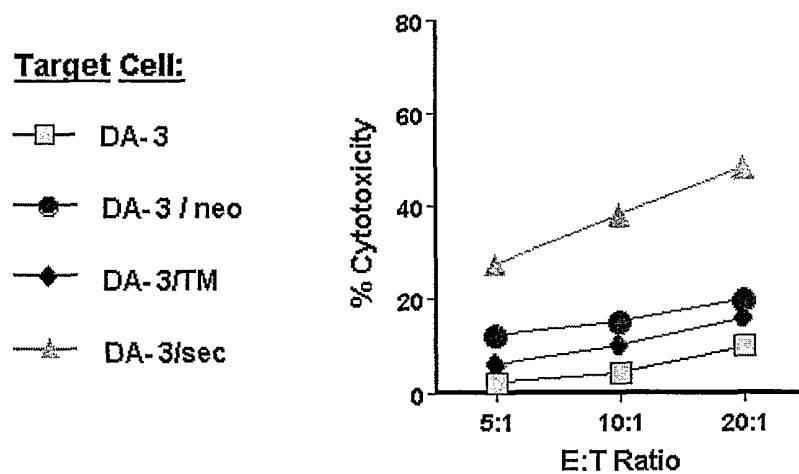 Target Cell:
DA-3
DA-3 / neo
DA-3/TM
DA-3/sec
% Cytotoxicity
80
60
40
20
0
5:1
10:1
20:1
E:T Ratio